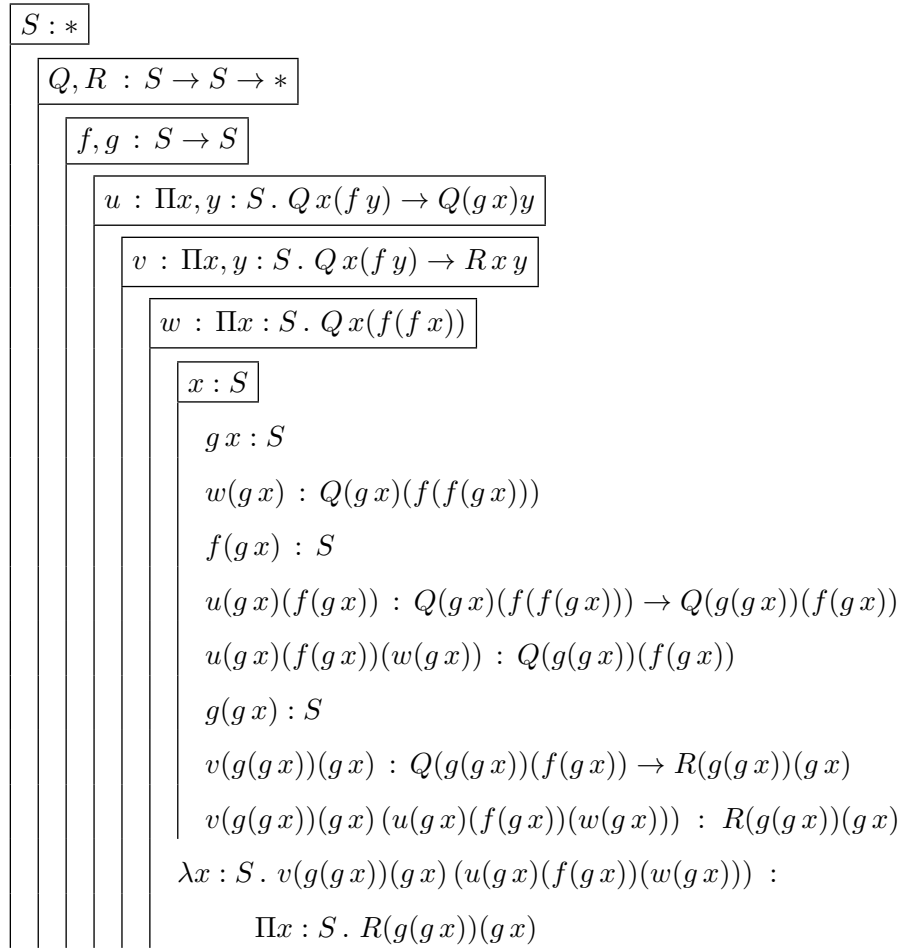 S : ∗
Q, R : S → S → ∗
f, g : S → S
u : Πx, y : S . Q x(f y) → Q(g x)y
v : Πx, y : S . Q x(f y) → R x y
w : Πx : S . Q x(f(f x))
x : S
g x : S
w(g x) : Q(g x)(f(f(g x)))
f(g x) : S
u(g x)(f(g x)) : Q(g x)(f(f(g x))) → Q(g(g x))(f(g x))
u(g x)(f(g x))(w(g x)) : Q(g(g x))(f(g x))
g(g x) : S
v(g(g x))(g x) : Q(g(g x))(f(g x)) → R(g(g x))(g x)
v(g(g x))(g x) (u(g x)(f(g x))(w(g x))) : R(g(g x))(g x)
λx : S . v(g(g x))(g x) (u(g x)(f(g x))(w(g x))) :
Πx : S . R(g(g x))(g x)